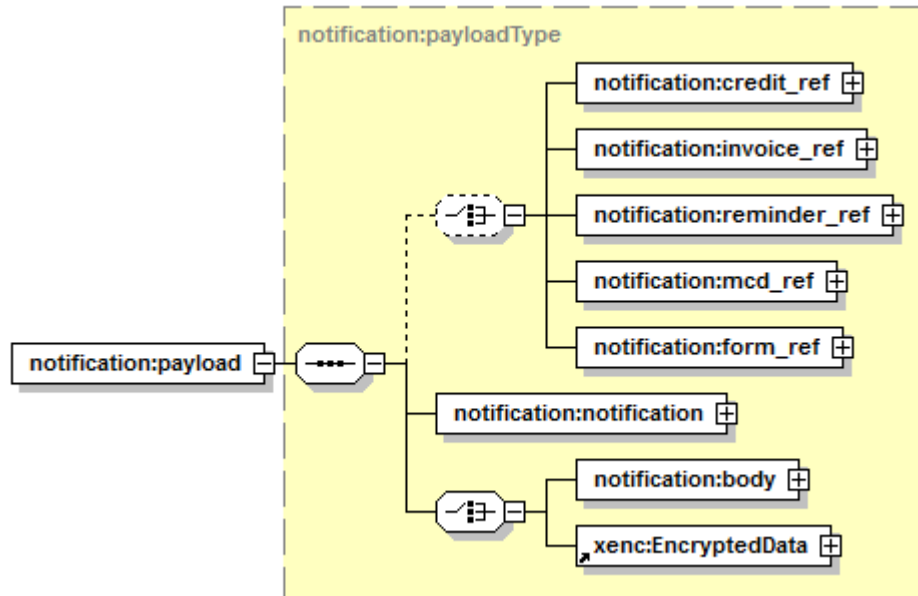 notification:payloadType
notification:credit_ref
notification:invoice_ref
notification:reminder_ref
notification:mcd_ref
notification:form_ref
notification:payload
notification:notification
notification:body
xenc:EncryptedData